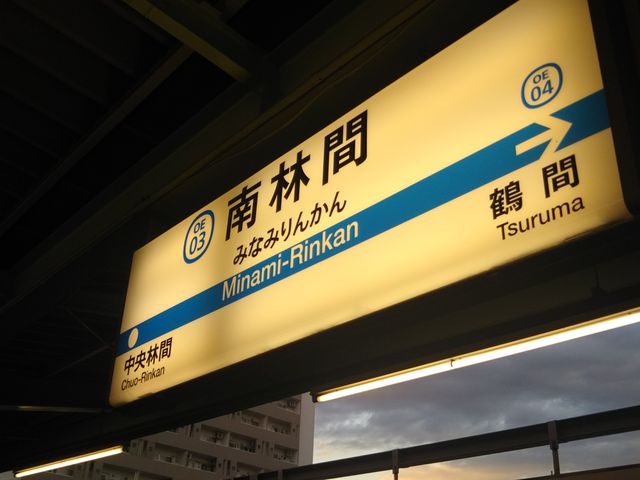 OE
03
南林間
みなみりんかん
Minami-Rinkan
中央林間
Chuo-Rinkan
OE
04
鶴間
Tsuruma